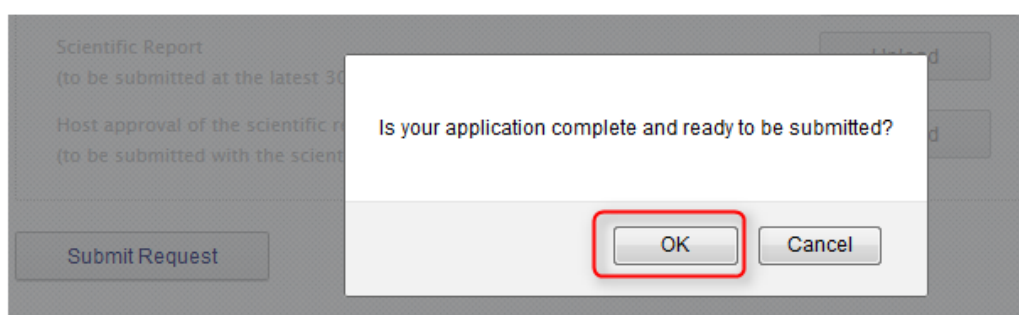 Scientific Report
(to be submitted at the latest 30
Host approval of the scientific re
(to be submitted with the scient
Is your application complete and ready to be submitted?
OK
Cancel
Submit Request